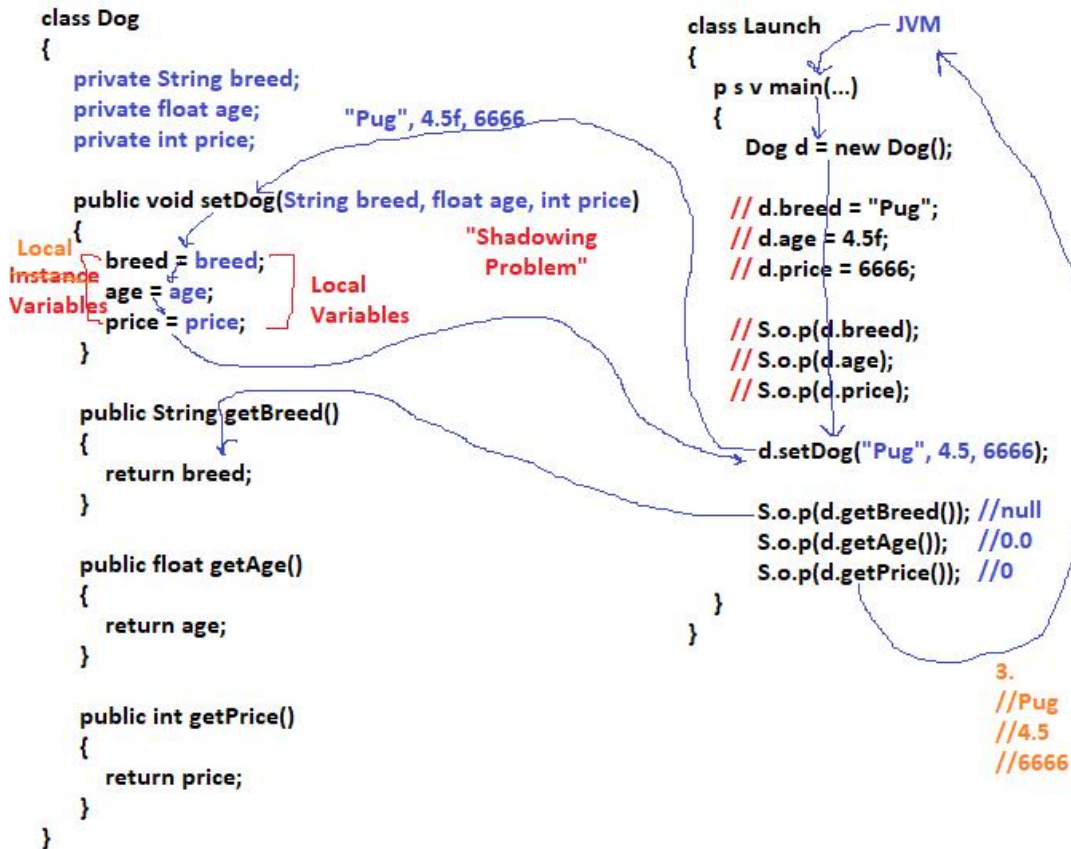 class Dog
{
private String breed;
private float age;
private int price;
"Pug", 4.5f, 6666
public void setDog(String breed, float age, int price)
{
Local
Instance
Variables
breed = breed;
age = age;
price = price;
Local
Variables
"Shadowing
Problem"
}
public String getBreed()
{
return breed;
}
public float getAge()
{
return age;
}
public int getPrice()
{
return price;
}
}
class Launch
JVM
{
p s v main(...)
{
Dog d = new Dog();
// d.breed = "Pug";
// d.age = 4.5f;
// d.price = 6666;
// S.o.p(d.breed);
// S.o.p(d.age);
// S.o.p(d.price);
d.setDog("Pug", 4.5, 6666);
S.o.p(d.getBreed()); //null
S.o.p(d.getAge()); //0.0
S.o.p(d.getPrice()); //0
}
}
3.
//Pug
//4.5
//6666